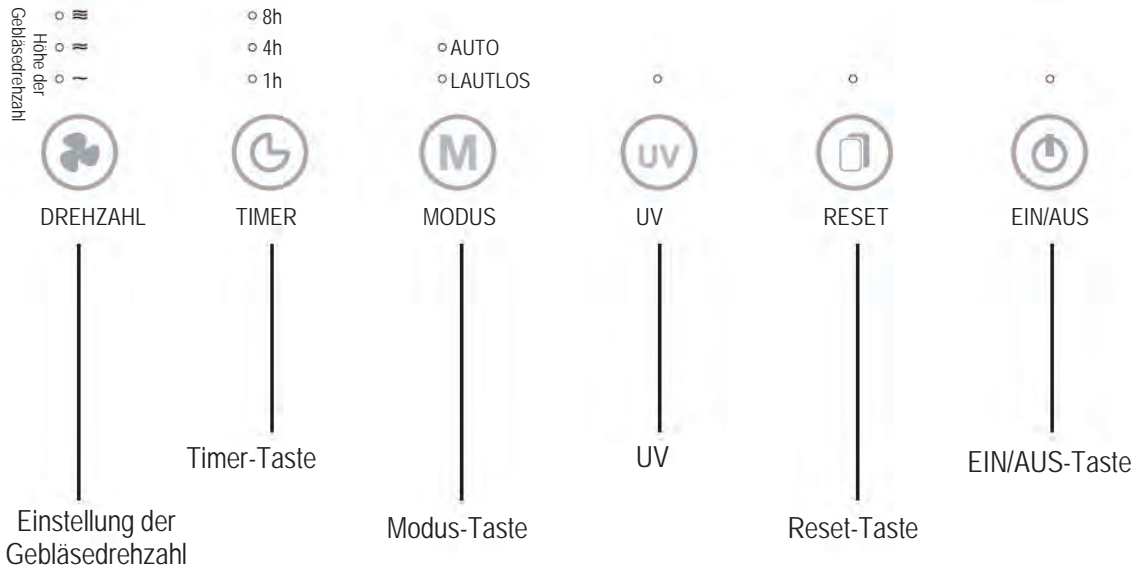 Höhe der
Gebläsedrehzahl
8h
4h
1h
AUTO
LAUTLOS
M
UV
DREHZAHL
TIMER
MODUS
UV
RESET
EIN/AUS
Timer-Taste
UV
EIN/AUS-Taste
Einstellung der
Gebläsedrehzahl
Modus-Taste
Reset-Taste